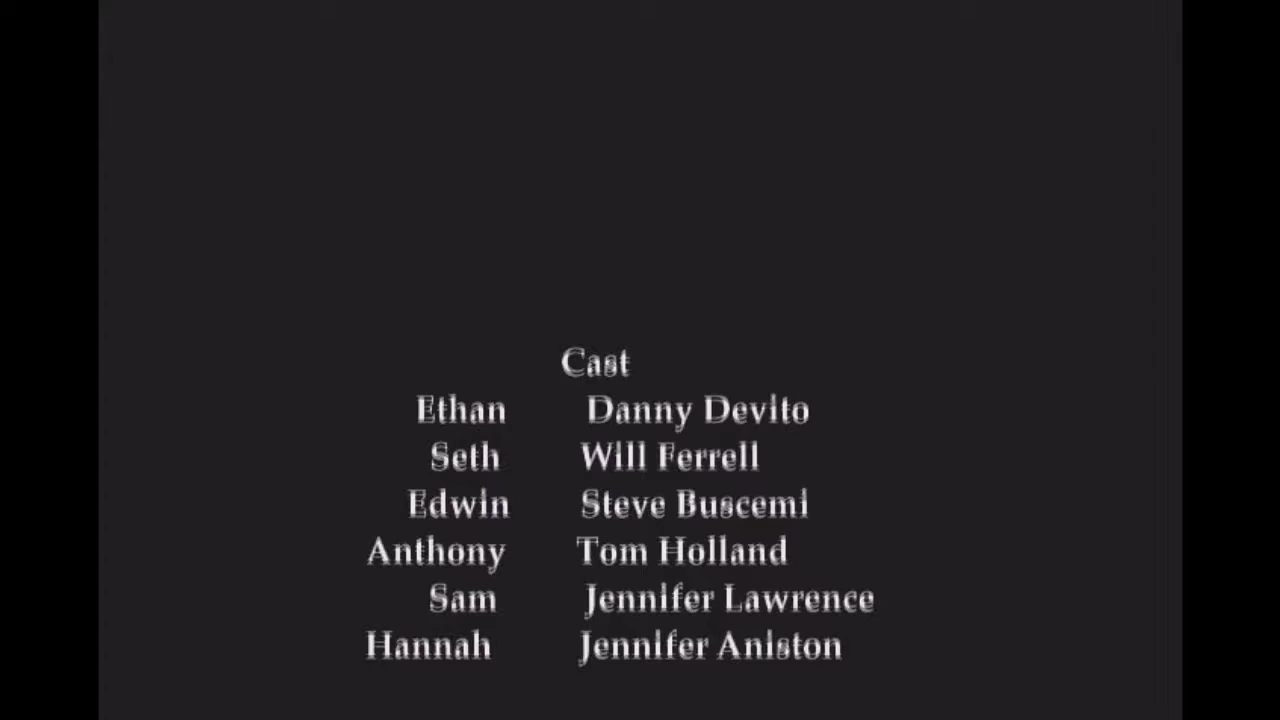 Cast
Ethan Danny Devito
Seth Will Ferrell
Edwin Steve Buscemi
Anthony Tom Holland
Sam Jennifer Lawrence
Hannah Jennifer Aniston